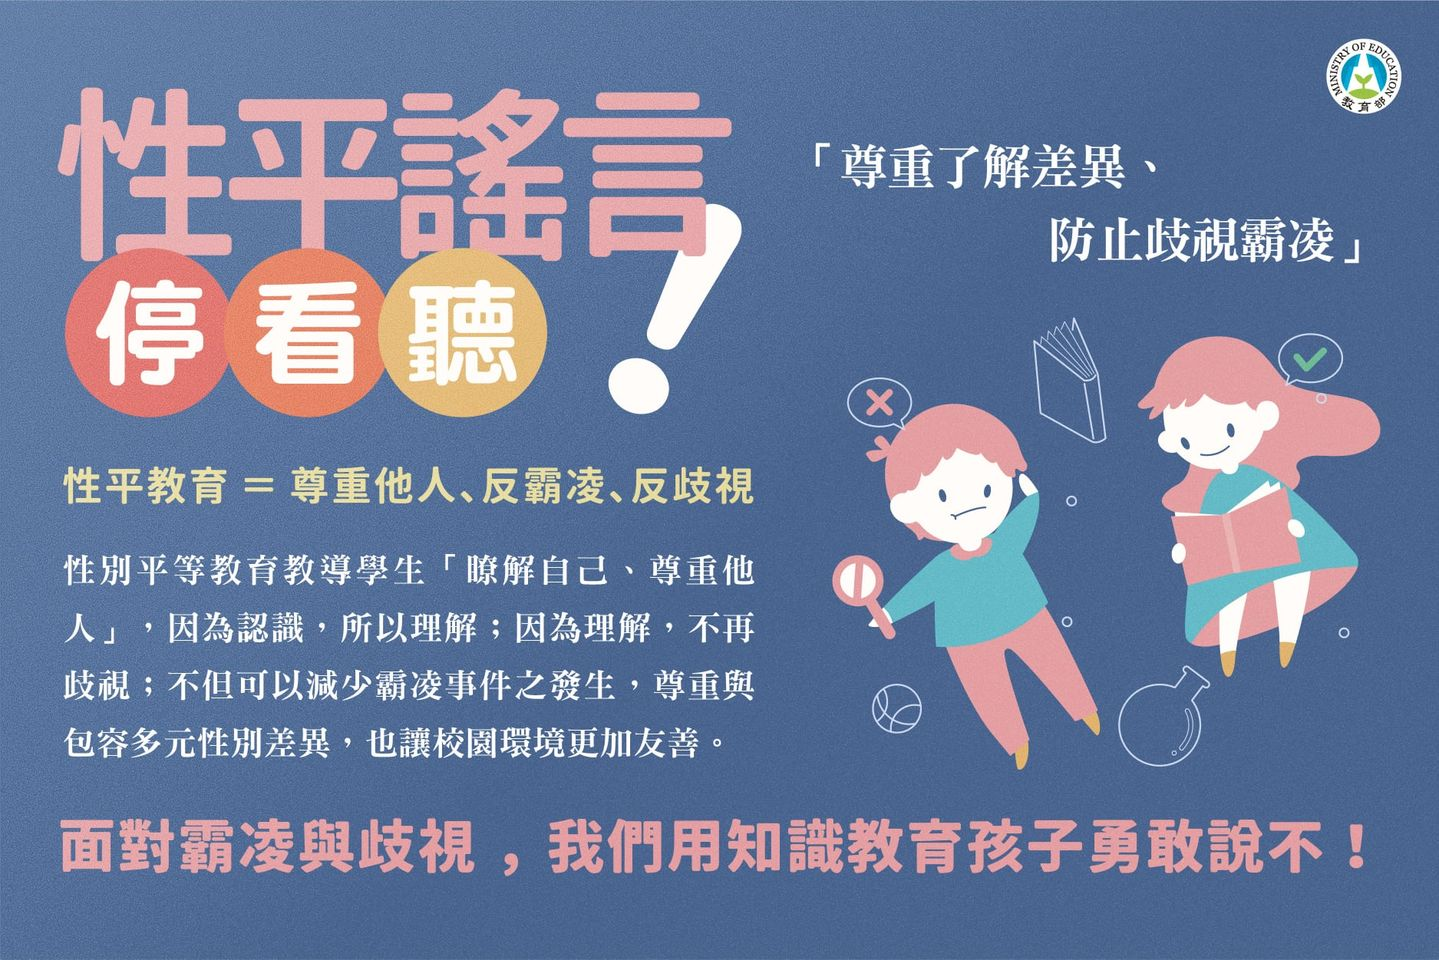 性平謠言
停看聽!
「尊重了解差異、
防止歧視霸凌」
MINISTRY OF EDUCATION
教育部
性平教育 = 尊重他人、反霸凌、反歧視
性別平等教育教導學生「瞭解自己、尊重他
人」，因為認識，所以理解；因為理解，不再
歧視；不但可以減少霸凌事件之發生，尊重與
包容多元性別差異，也讓校園環境更加友善。
面對霸凌與歧視，我們用知識教育孩子勇敢說不！